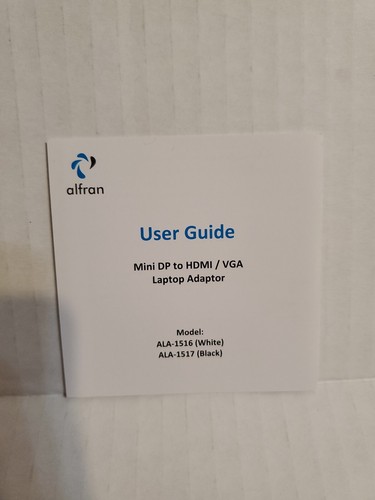 alfran
User Guide
Mini DP to HDMI / VGA
Laptop Adaptor
Model:
ALA-1516 (White)
ALA-1517 (Black)